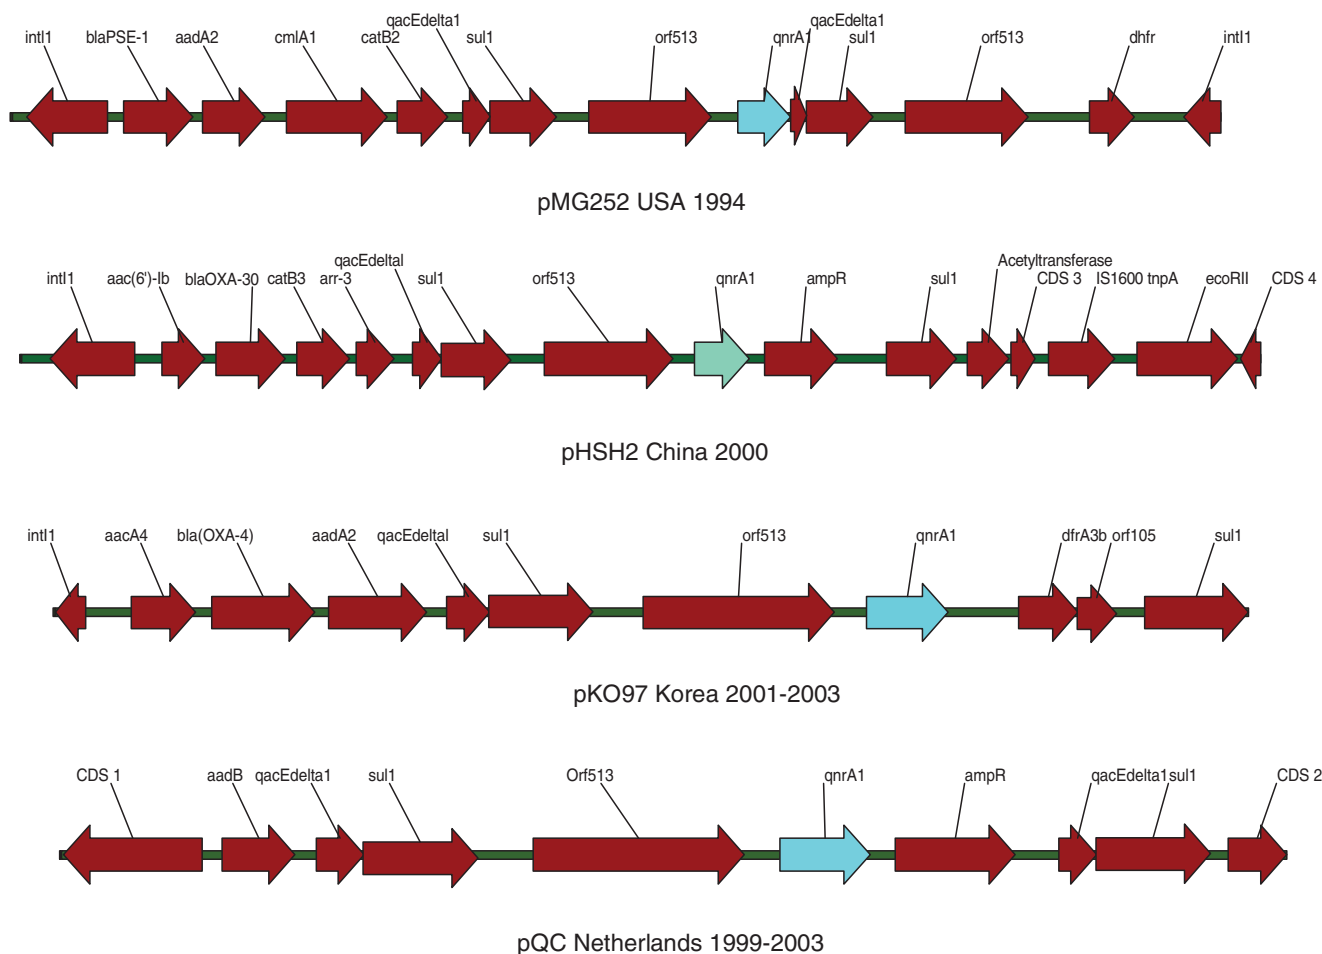 qacEdelta1 qacEdelta1
intI1 blaPSE-1 aadA2 cmlA1 catB2 sul1 orf513 qnrA1 sul1 orf513 dhfr intI1
pMG252 USA 1994
qacEdeltaI Acetyltransferase
intI1 aac(6')-Ib blaOXA-30 catB3 arr-3 sul1 orf513 qnrA1 ampR sul1 CDS 3 IS1600 tnpA ecoRII CDS 4
pHSH2 China 2000
intI1 aacA4 bla(OXA-4) aadA2 qacEdeltaI sul1 orf513 qnrA1 dfrA3b orf105 sul1
pKO97 Korea 2001-2003
CDS 1 aadB qacEdelta1 sul1 Orf513 qnrA1 ampR qacEdelta1 sul1 CDS 2
pQC Netherlands 1999-2003